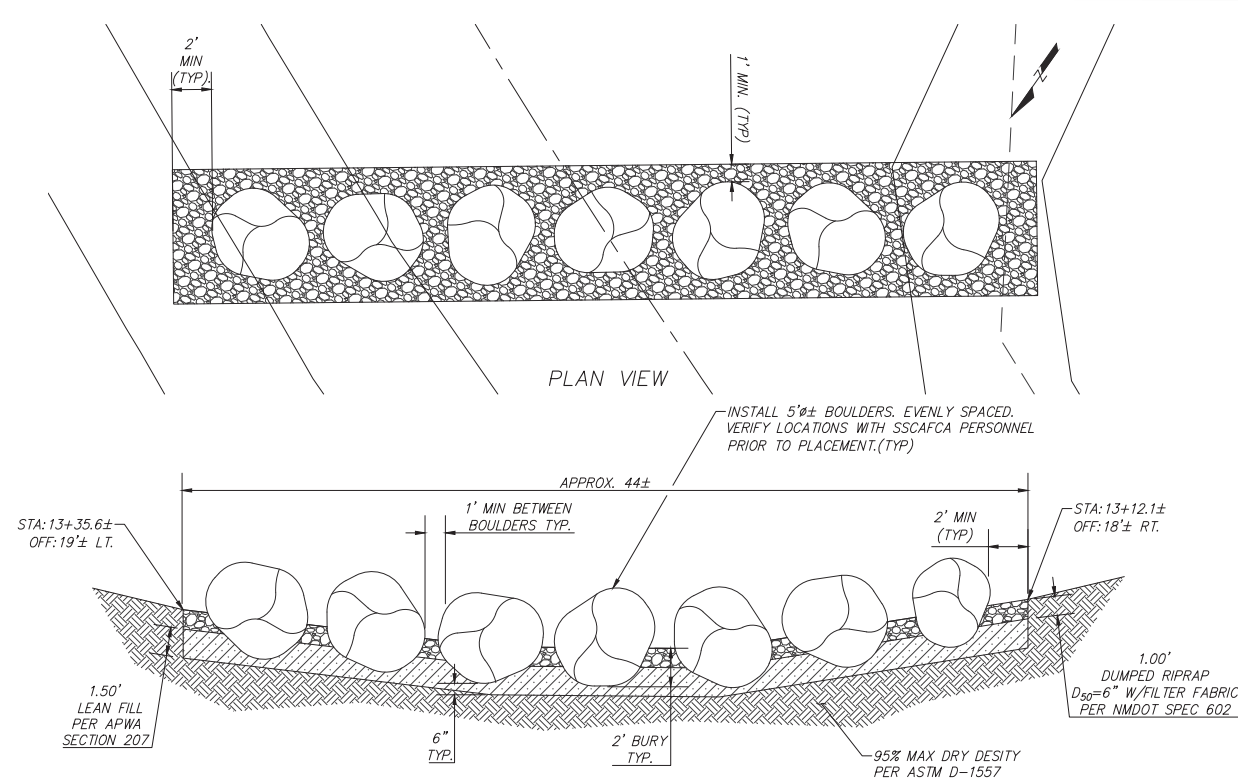 2'
MIN
(TYP).
1' MIN. (TYP)
Z
PLAN VIEW
INSTALL 5'ø± BOULDERS. EVENLY SPACED.
VERIFY LOCATIONS WITH SSCAFCA PERSONNEL
PRIOR TO PLACEMENT.(TYP)
APPROX. 44±
STA: 13+35.6±
OFF: 19'± LT.
1' MIN BETWEEN
BOULDERS TYP.
2' MIN
(TYP)
STA: 13+12.1±
OFF: 18'± RT.
1.50'
LEAN FILL
PER APWA
SECTION 207
6"
TYP.
2' BURY
TYP.
1.00'
DUMPED RIPRAP
D50=6" W/FILTER FABRIC
PER NMDOT SPEC 602
95% MAX DRY DESITY
PER ASTM D-1557